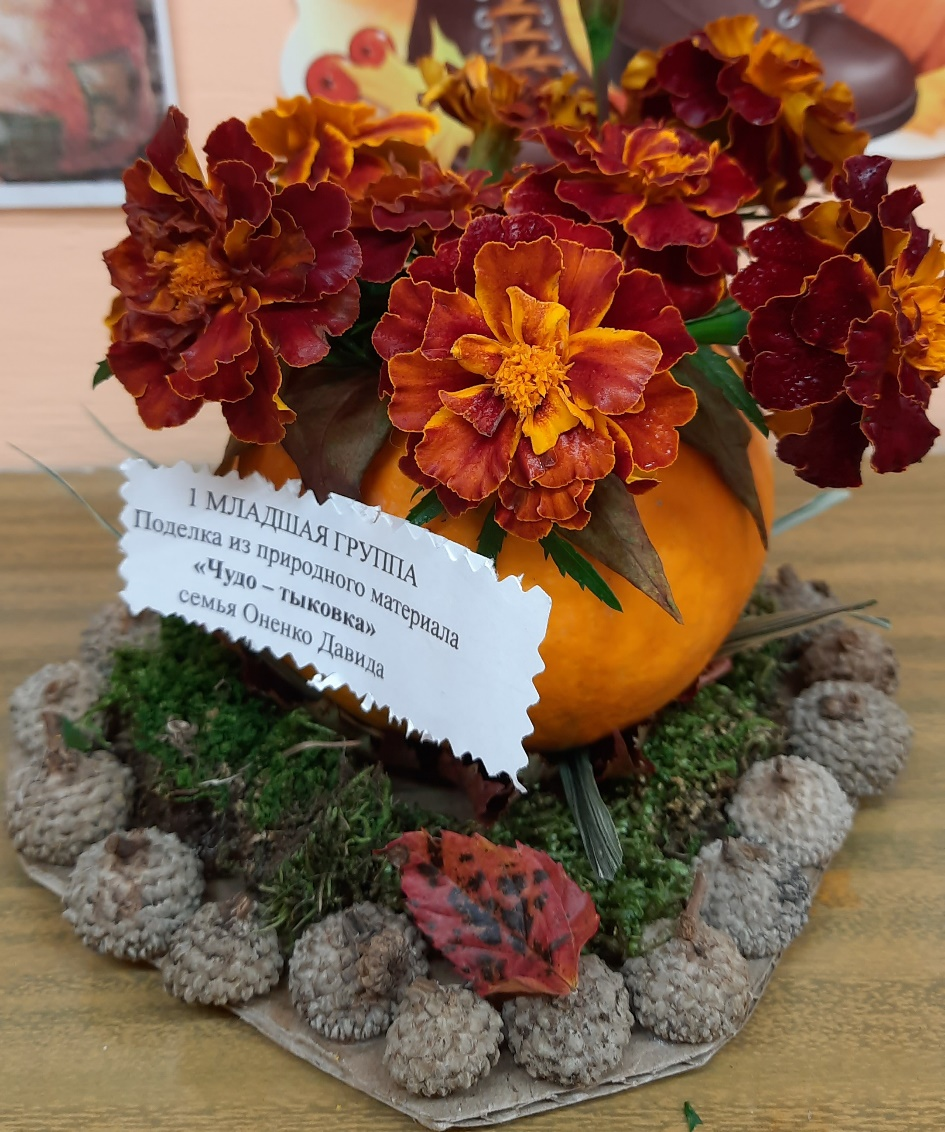 1 МЛАДШАЯ ГРУППА
Поделка из природного материала
«Чудо – тыковка»
семья Оненко Давида